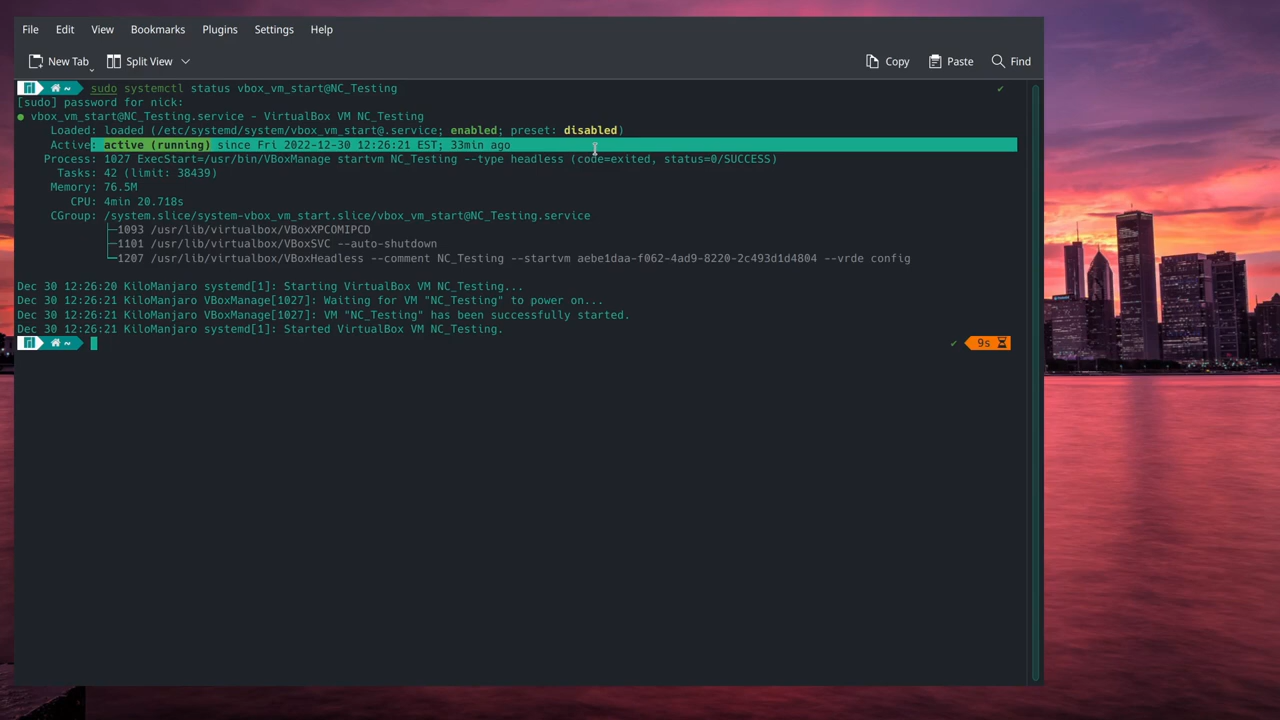 File Edit View Bookmarks Plugins Settings Help
New Tab Split View Copy Paste Find
~ sudo systemctl status vbox_vm_start@NC_Testing ✔
[sudo] password for nick:
● vbox_vm_start@NC_Testing.service - VirtualBox VM NC_Testing
Loaded: loaded (/etc/systemd/system/vbox_vm_start@.service; enabled; preset: disabled)
Active: active (running) since Fri 2022-12-30 12:26:21 EST; 33min ago
Process: 1027 ExecStart=/usr/bin/VBoxManage startvm NC_Testing --type headless (code=exited, status=0/SUCCESS)
Tasks: 42 (limit: 38439)
Memory: 76.5M
CPU: 4min 20.718s
CGroup: /system.slice/system-vbox_vm_start.slice/vbox_vm_start@NC_Testing.service
├─1093 /usr/lib/virtualbox/VBoxXPCOMIPCD
├─1101 /usr/lib/virtualbox/VBoxSVC --auto-shutdown
└─1207 /usr/lib/virtualbox/VBoxHeadless --comment NC_Testing --startvm aebe1daa-f062-4ad9-8220-2c493d1d4804 --vrde config
Dec 30 12:26:20 KiloManjaro systemd[1]: Starting VirtualBox VM NC_Testing...
Dec 30 12:26:21 KiloManjaro VBoxManage[1027]: Waiting for VM "NC_Testing" to power on...
Dec 30 12:26:21 KiloManjaro VBoxManage[1027]: VM "NC_Testing" has been successfully started.
Dec 30 12:26:21 KiloManjaro systemd[1]: Started VirtualBox VM NC_Testing.
~ ✔ 9s